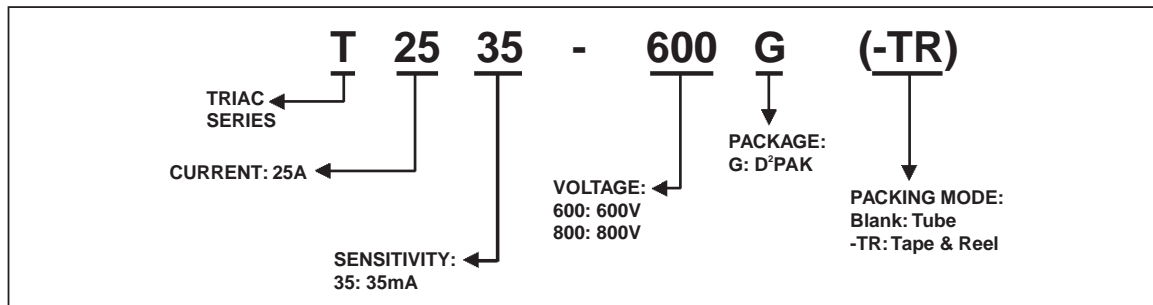 T 25 35 - 600 G (-TR)
TRIAC
SERIES
CURRENT: 25A
SENSITIVITY:
35: 35mA
VOLTAGE:
600: 600V
800: 800V
PACKAGE:
G: D²PAK
PACKING MODE:
Blank: Tube
-TR: Tape & Reel